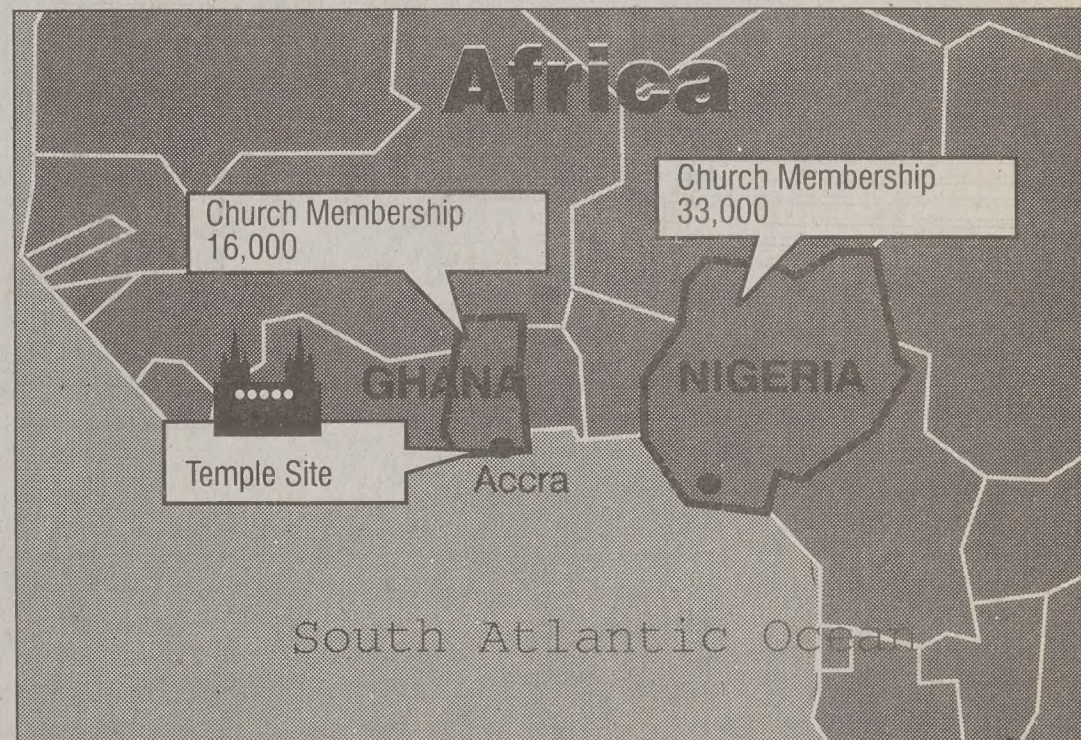 Africa
Church Membership
16,000
Church Membership
33,000
GHANA
NIGERIA
Temple Site
Accra
South Atlantic Ocean